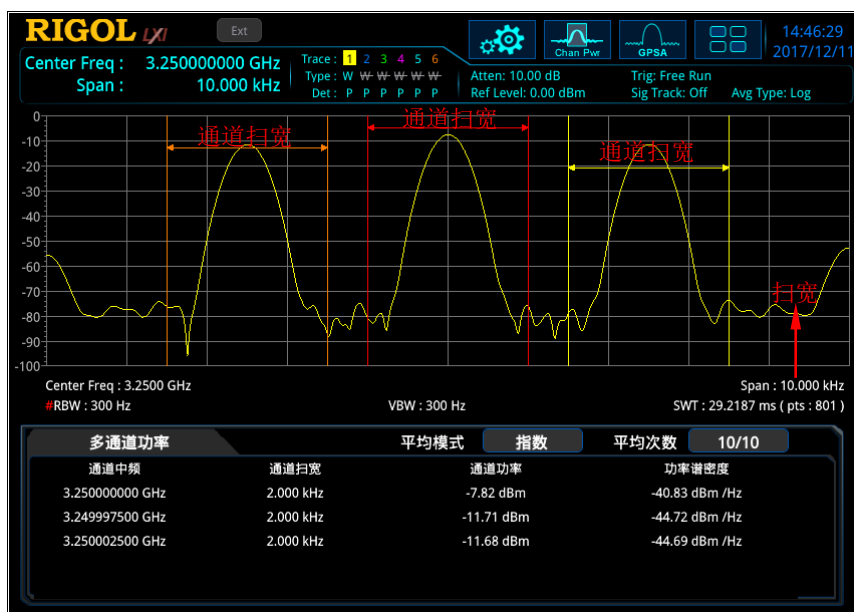 RIGOL LXI Ext
14:46:29
2017/12/11
Chan Pwr GPSA
Center Freq : 3.250000000 GHz
Span : 10.000 kHz
Trace : 1 2 3 4 5 6
Type : W W W W W W
Det : P P P P P P
Atten: 10.00 dB
Ref Level: 0.00 dBm
Trig: Free Run
Sig Track: Off Avg Type: Log
通道扫宽
通道扫宽
通道扫宽
扫宽
0
-10
-20
-30
-40
-50
-60
-70
-80
-90
-100
Center Freq : 3.2500 GHz Span : 10.000 kHz
#RBW : 300 Hz VBW : 300 Hz SWT : 29.2187 ms ( pts : 801 )
多通道功率 平均模式 指数 平均次数 10/10
通道中频 通道扫宽 通道功率 功率谱密度
3.250000000 GHz 2.000 kHz -7.82 dBm -40.83 dBm /Hz
3.249997500 GHz 2.000 kHz -11.71 dBm -44.72 dBm /Hz
3.250002500 GHz 2.000 kHz -11.68 dBm -44.69 dBm /Hz